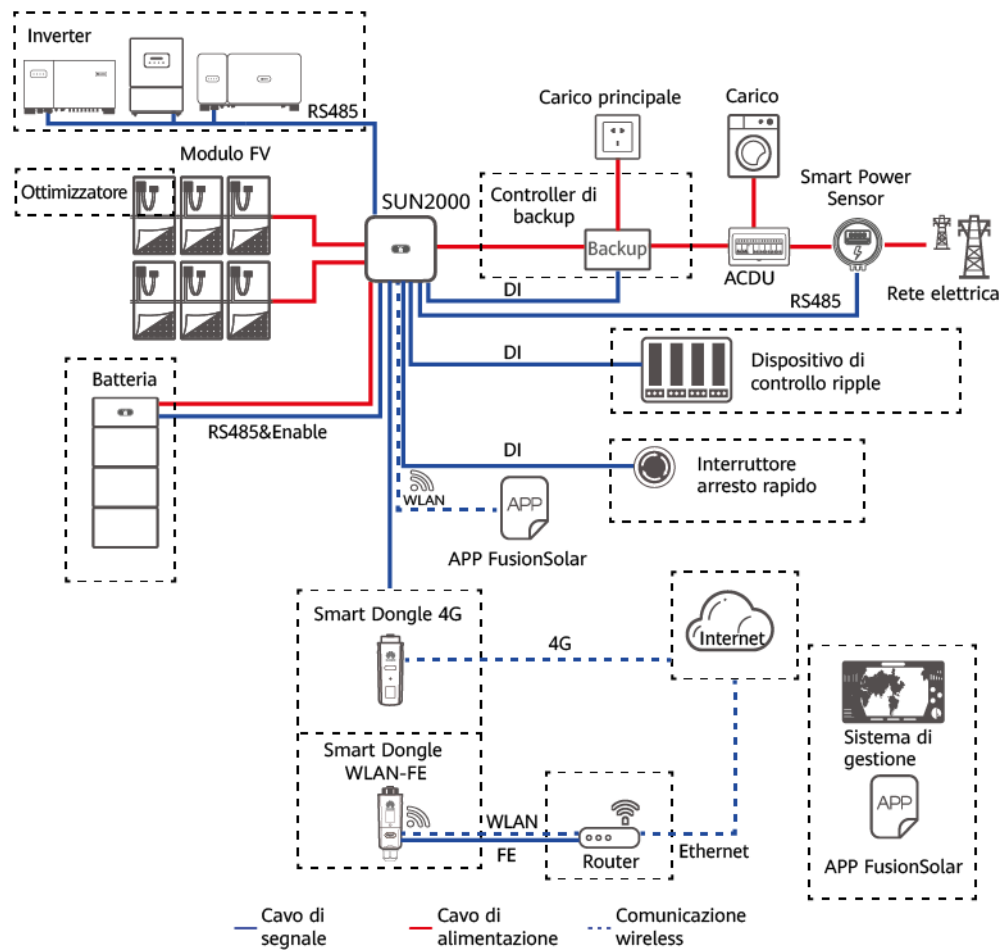 Inverter
RS485
Modulo FV
Ottimizzatore
SUN2000
Carico principale
Carico
Controller di
backup
Backup
Smart Power
Sensor
ACDU
DI
RS485
Rete elettrica
DI
Dispositivo di
controllo ripple
Batteria
RS485&Enable
DI
Interruttore
arresto rapido
WLAN
APP
APP FusionSolar
Smart Dongle 4G
4G
Internet
Smart Dongle
WLAN-FE
WLAN
FE
Router
Ethernet
Sistema di
gestione
APP
APP FusionSolar
Cavo di
segnale
Cavo di
alimentazione
Comunicazione
wireless